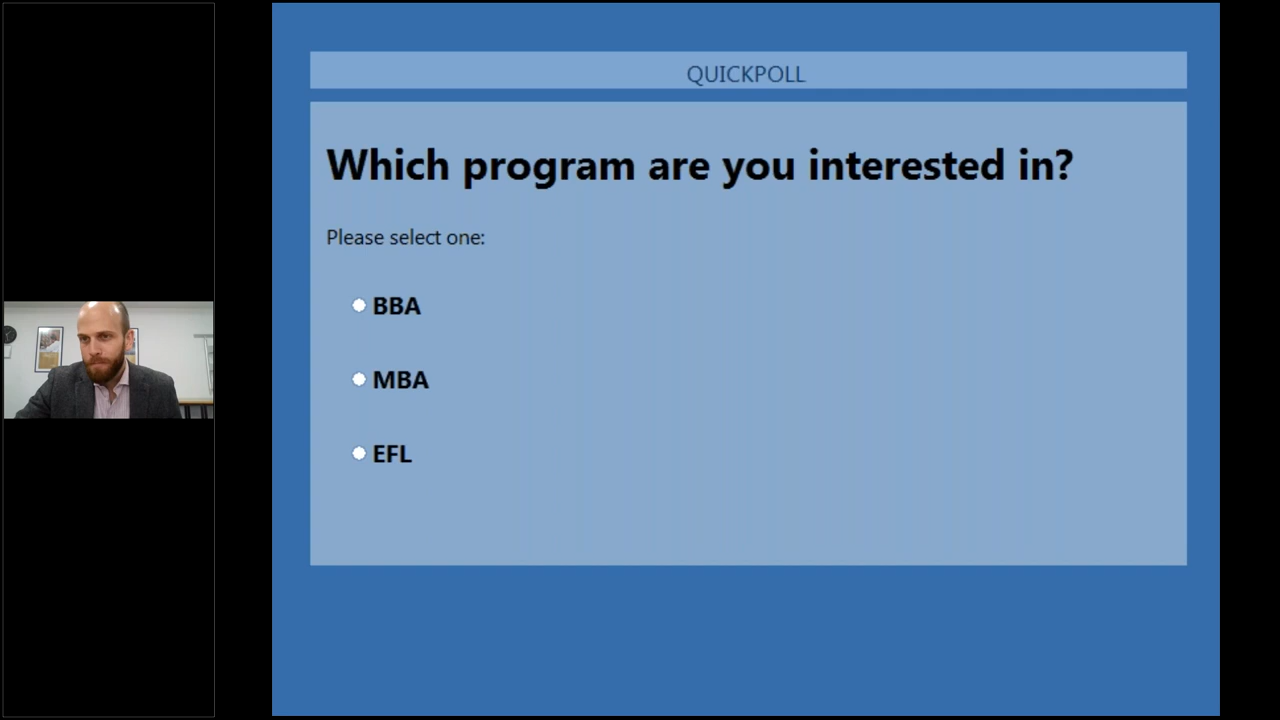 QUICKPOLL
Which program are you interested in?
Please select one:
BBA
MBA
EFL